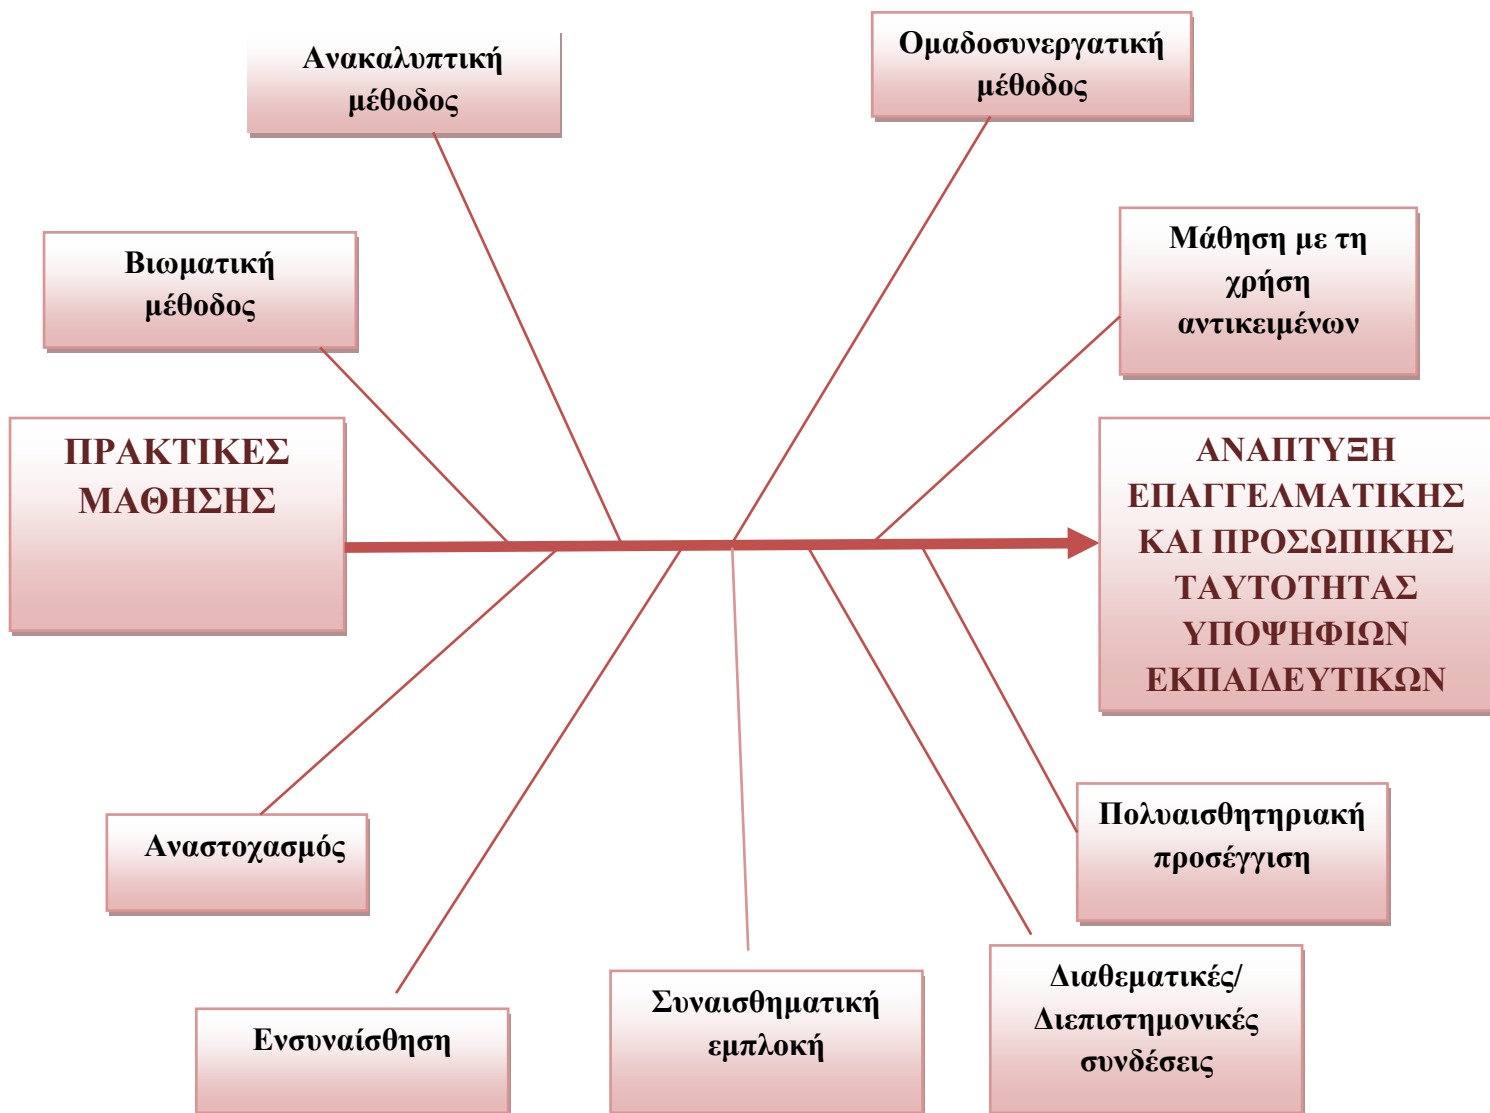 Ανακαλυπτική
μέθοδος
Ομαδοσυνεργατική
μέθοδος
Βιωματική
μέθοδος
Μάθηση με τη
χρήση
αντικειμένων
ΠΡΑΚΤΙΚΕΣ
ΜΑΘΗΣΗΣ
ΑΝΑΠΤΥΞΗ
ΕΠΑΓΓΕΛΜΑΤΙΚΗΣ
ΚΑΙ ΠΡΟΣΩΠΙΚΗΣ
ΤΑΥΤΟΤΗΤΑΣ
ΥΠΟΨΗΦΙΩΝ
ΕΚΠΑΙΔΕΥΤΙΚΩΝ
Αναστοχασμός
Πολυαισθητηριακή
προσέγγιση
Ενσυναίσθηση
Συναισθηματική
εμπλοκή
Διαθεματικές/
Διεπιστημονικές
συνδέσεις